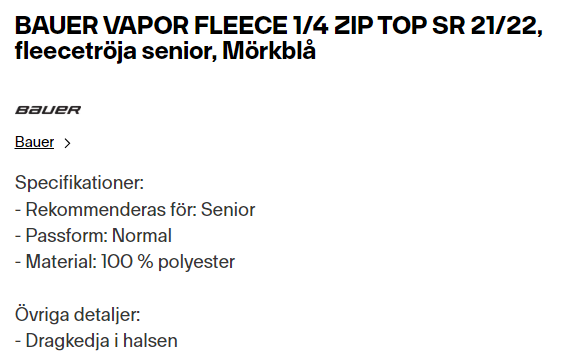 BAUER VAPOR FLEECE 1/4 ZIP TOP SR 21/22,
fleecetröja senior, Mörkblå
BAUER
Bauer >
Specifikationer:
- Rekommenderas för: Senior
- Passform: Normal
- Material: 100 % polyester
Övriga detaljer:
- Dragkedja i halsen